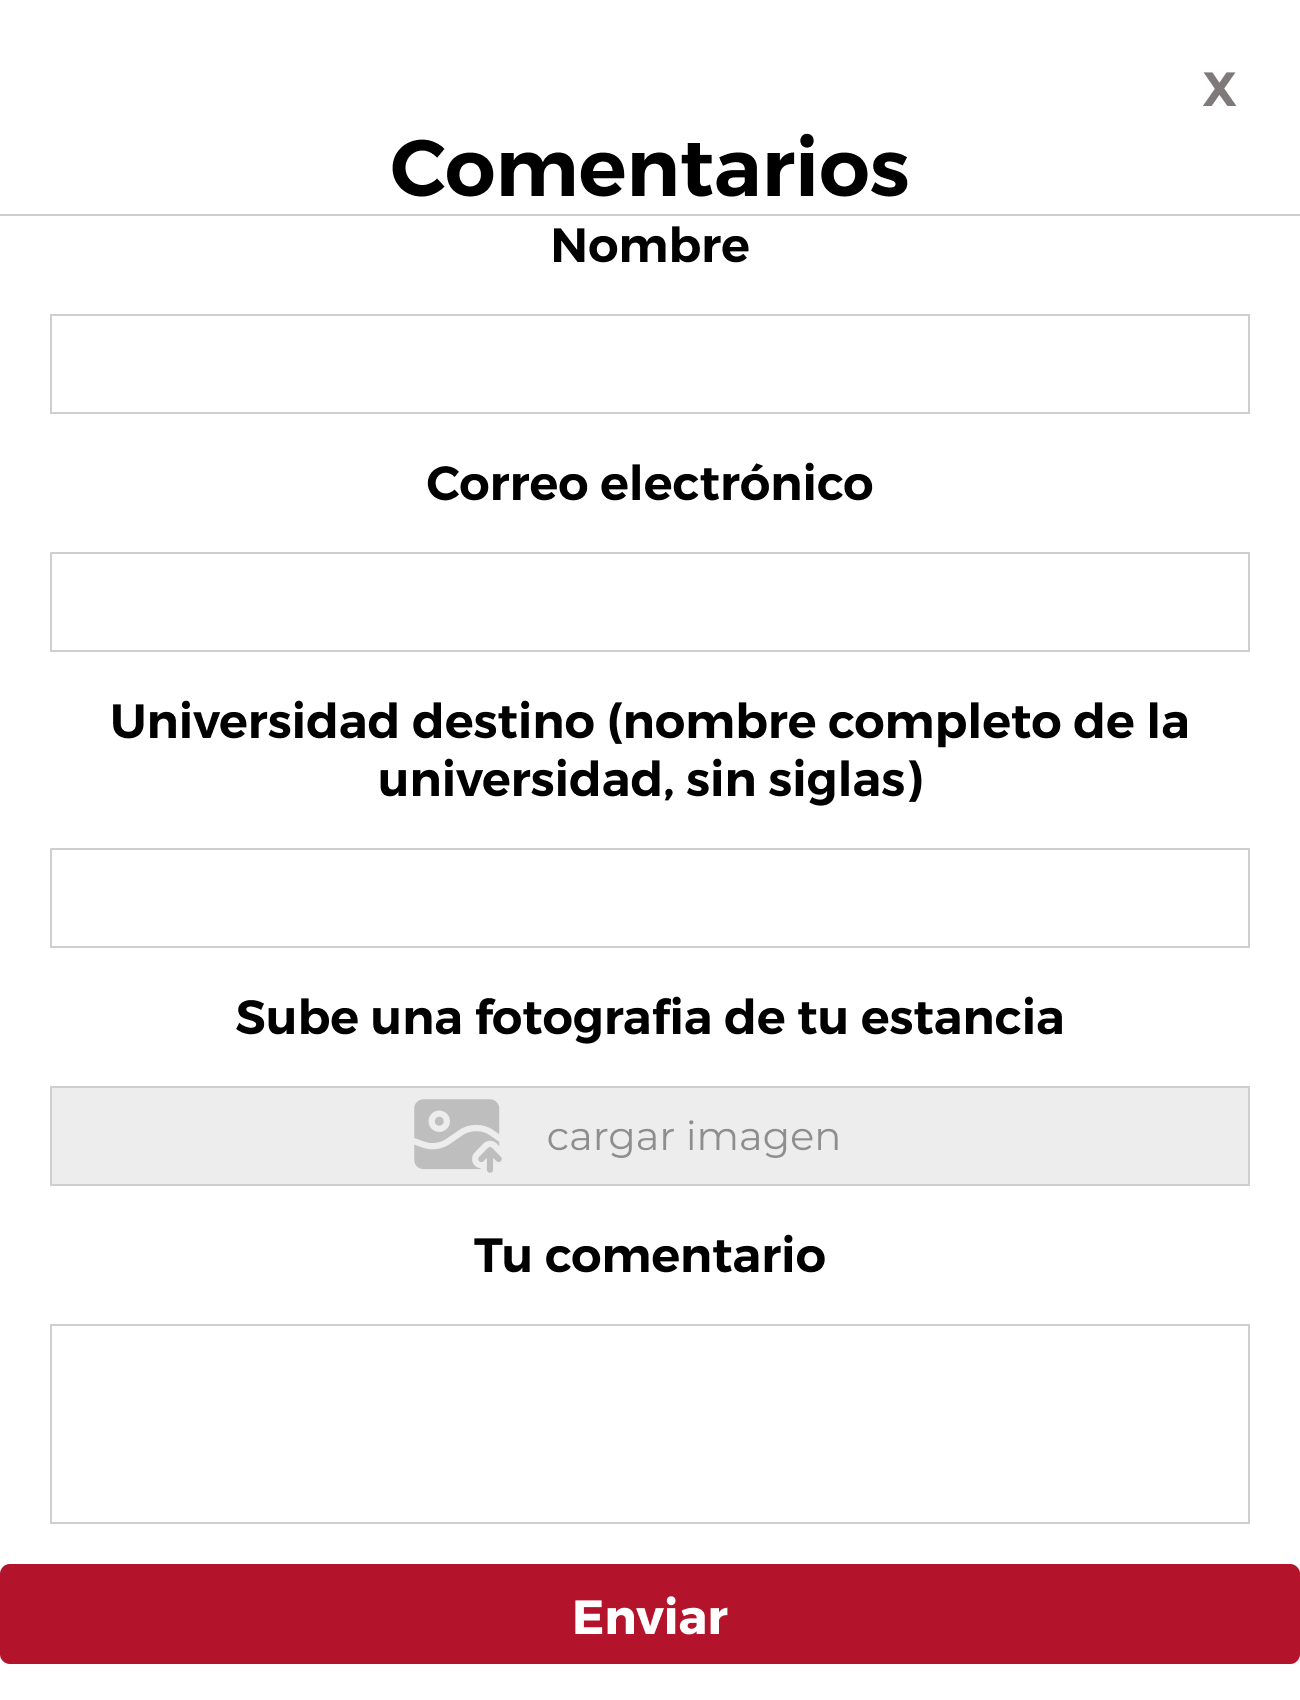 X
Comentarios
Nombre
Correo electrónico
Universidad destino (nombre completo de la
universidad, sin siglas)
Sube una fotografia de tu estancia
cargar imagen
Tu comentario
Enviar